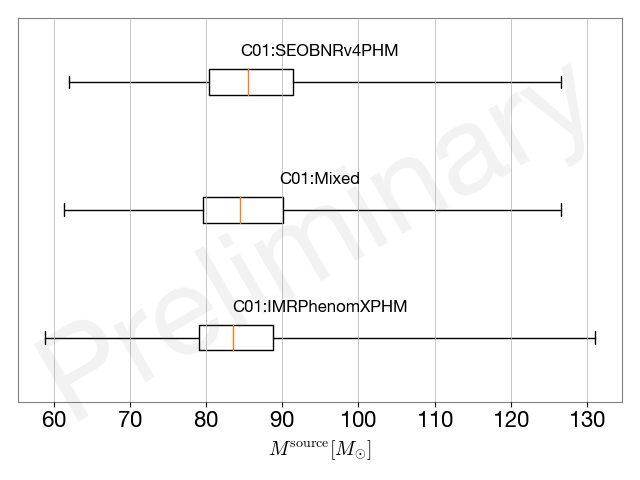 C01:SEOBNRv4PHM
C01:Mixed
C01:IMRPhenomXPHM
Preliminary
60 70 80 90 100 110 120 130
M^source [M_⊙]